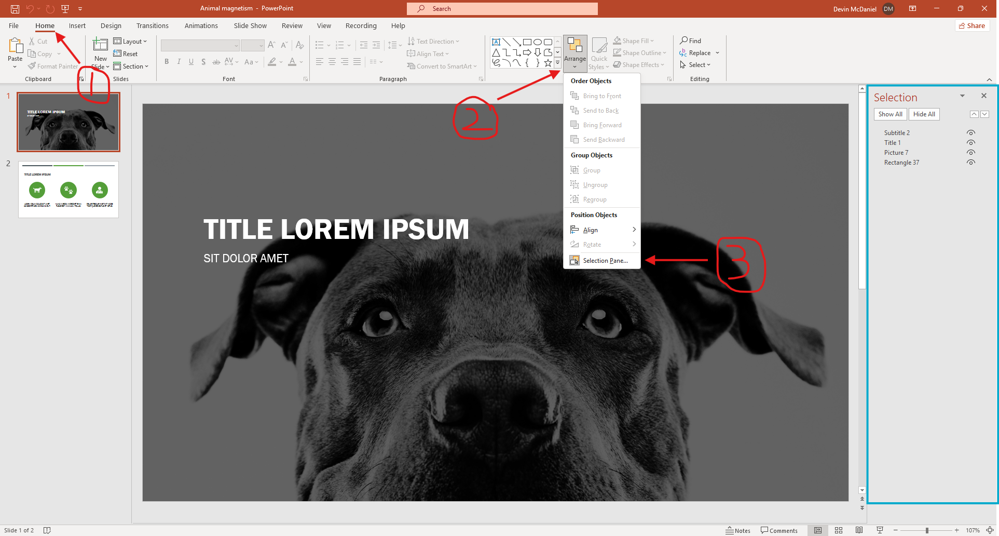 Animal magnetism - PowerPoint
Search
Devin McDaniel DM
File Home Insert Design Transitions Animations Slide Show Review View Recording Help
Share
Paste
Cut
Copy
Format Painter
Clipboard
New Slide
Layout
Reset
Section
Slides
B I U S ab AV Aa A
Font
Text Direction
Align Text
Convert to SmartArt
Paragraph
Arrange
Quick Styles
Shape Fill
Shape Outline
Shape Effects
Find
Replace
Select
Editing
1
2
3
Order Objects
Bring to Front
Send to Back
Bring Forward
Send Backward
Group Objects
Group
Ungroup
Regroup
Position Objects
Align
Rotate
Selection Pane...
1
TITLE LOREM IPSUM
2
TITLE LOREM IPSUM
TITLE LOREM IPSUM
SIT DOLOR AMET
Selection
Show All Hide All
Subtitle 2
Title 1
Picture 7
Rectangle 37
Slide 1 of 2
Notes Comments
107%